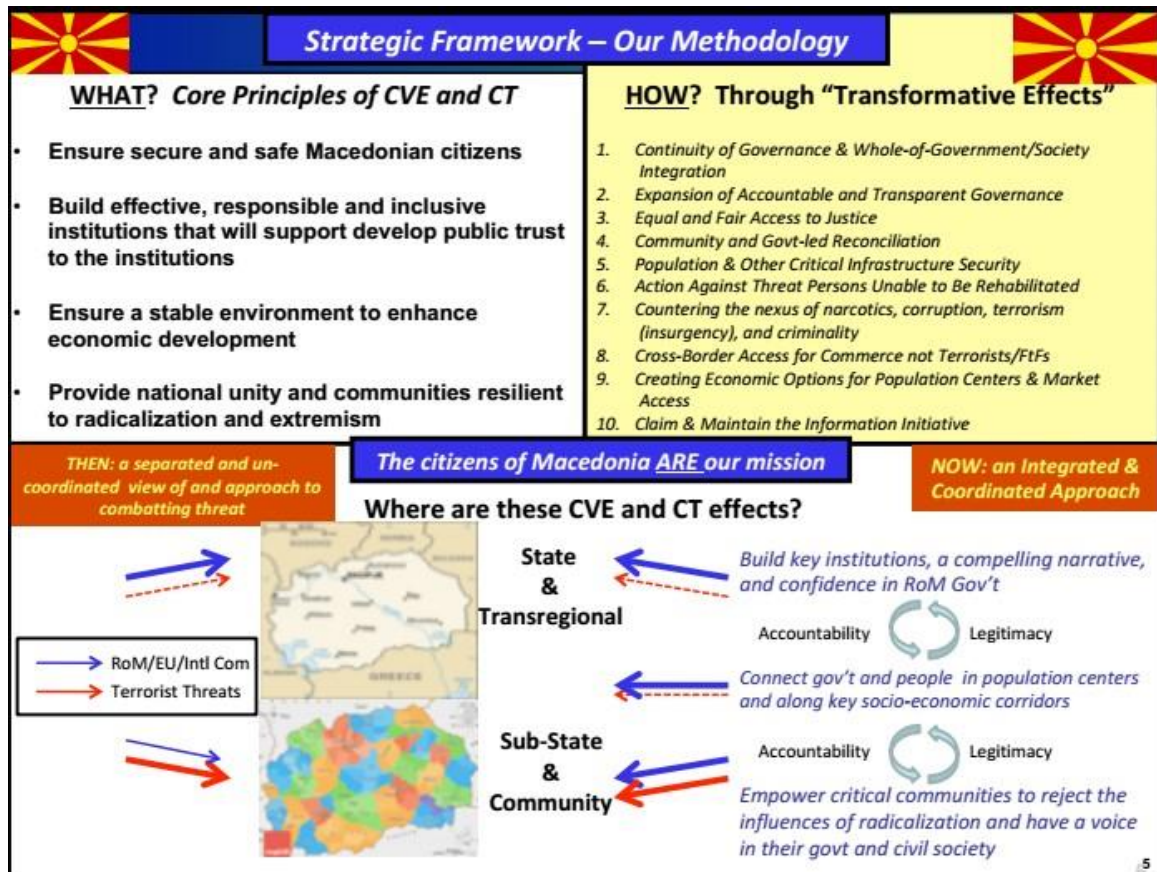 Strategic Framework – Our Methodology
WHAT? Core Principles of CVE and CT
• Ensure secure and safe Macedonian citizens
• Build effective, responsible and inclusive
institutions that will support develop public trust
to the institutions
• Ensure a stable environment to enhance
economic development
• Provide national unity and communities resilient
to radicalization and extremism
HOW? Through “Transformative Effects”
1. Continuity of Governance & Whole-of-Government/Society
Integration
2. Expansion of Accountable and Transparent Governance
3. Equal and Fair Access to Justice
4. Community and Govt-led Reconciliation
5. Population & Other Critical Infrastructure Security
6. Action Against Threat Persons Unable to Be Rehabilitated
7. Countering the nexus of narcotics, corruption, terrorism
(insurgency), and criminality
8. Cross-Border Access for Commerce not Terrorists/FtFs
9. Creating Economic Options for Population Centers & Market
Access
10. Claim & Maintain the Information Initiative
THEN: a separated and un-
coordinated view of and approach to
combatting threat
The citizens of Macedonia ARE our mission
NOW: an Integrated &
Coordinated Approach
Where are these CVE and CT effects?
State
&
Transregional
GREECE
RoM/EU/Intl Com
Terrorist Threats
Sub-State
&
Community
Build key institutions, a compelling narrative,
and confidence in RoM Gov’t
Accountability Legitimacy
Connect gov’t and people in population centers
and along key socio-economic corridors
Accountability Legitimacy
Empower critical communities to reject the
influences of radicalization and have a voice
in their govt and civil society
5